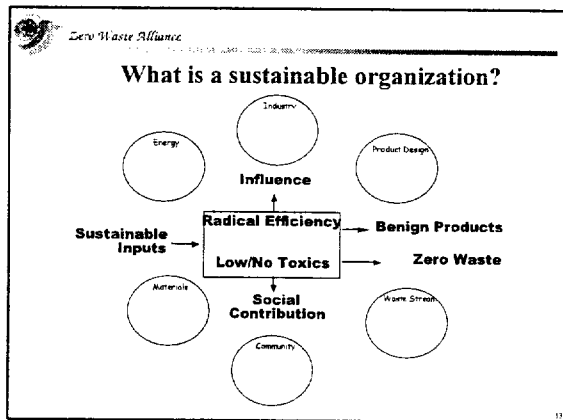 Zero Waste Alliance
What is a sustainable organization?
Industry
Energy
Product Design
Influence
Radical Efficiency
Benign Products
Sustainable
Inputs
Low/No Toxics
Zero Waste
Materials
Social
Contribution
Waste Stream
Community
13